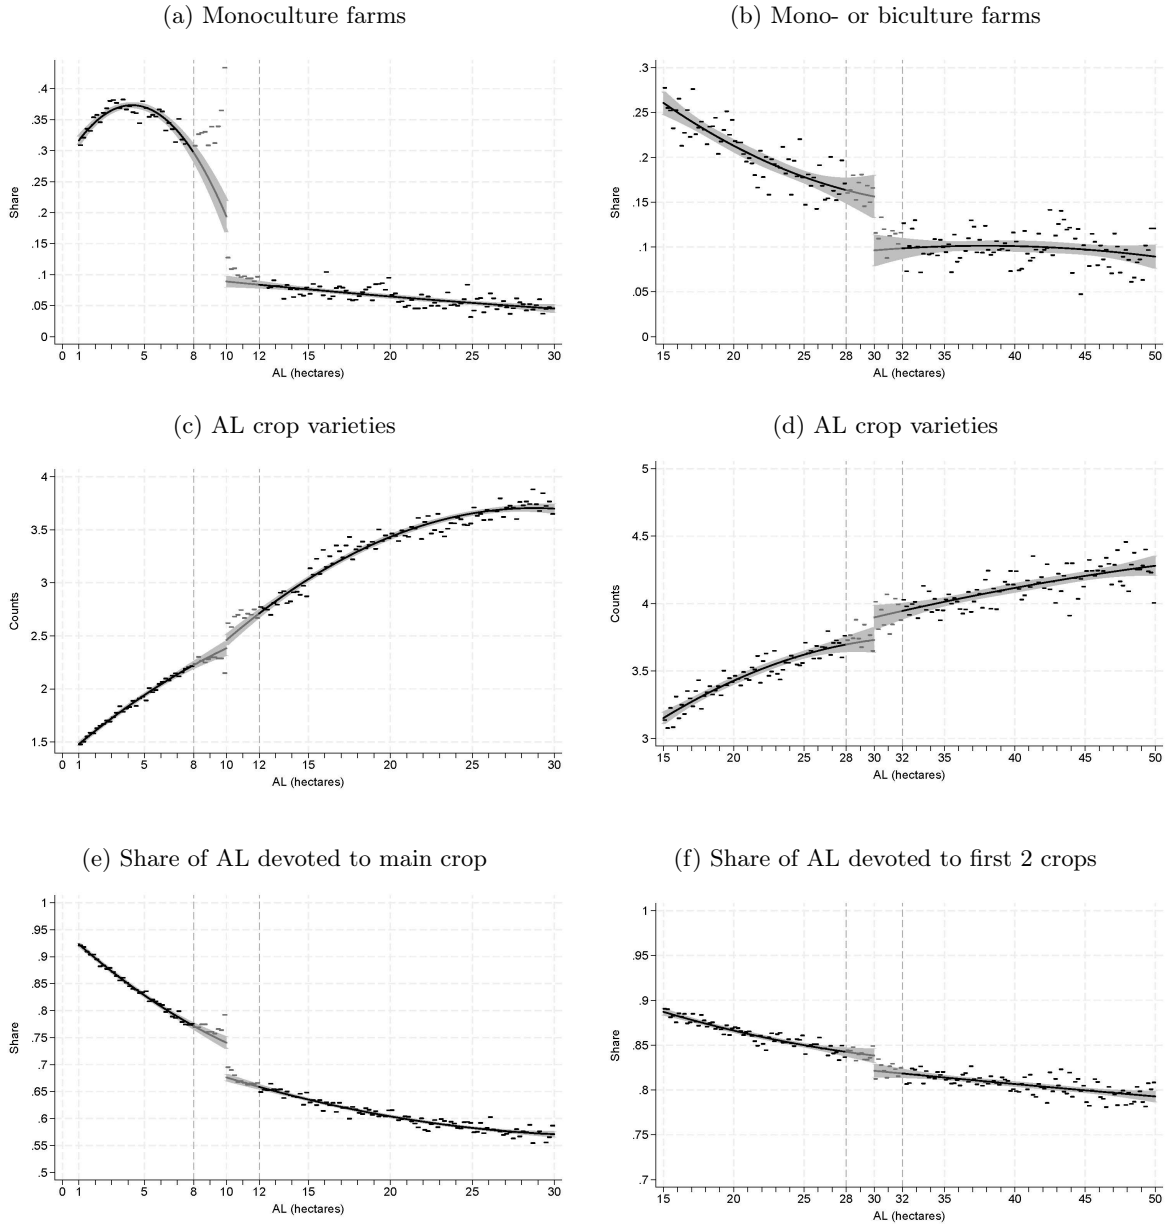 (a) Monoculture farms
.4
.35
.3
.25
.2
.15
.1
.05
0
Share
0 1 5 8 10 12 15 20 25 30
AL (hectares)
(b) Mono- or biculture farms
.3
.25
.2
.15
.1
.05
0
Share
15 20 25 28 30 32 35 40 45 50
AL (hectares)
(c) AL crop varieties
4
3.5
3
2.5
2
1.5
Counts
0 1 5 8 10 12 15 20 25 30
AL (hectares)
(d) AL crop varieties
5
4.5
4
3.5
3
Counts
15 20 25 28 30 32 35 40 45 50
AL (hectares)
(e) Share of AL devoted to main crop
1
.95
.9
.85
.8
.75
.7
.65
.6
.55
.5
Share
0 1 5 8 10 12 15 20 25 30
AL (hectares)
(f) Share of AL devoted to first 2 crops
1
.95
.9
.85
.8
.75
.7
Share
15 20 25 28 30 32 35 40 45 50
AL (hectares)